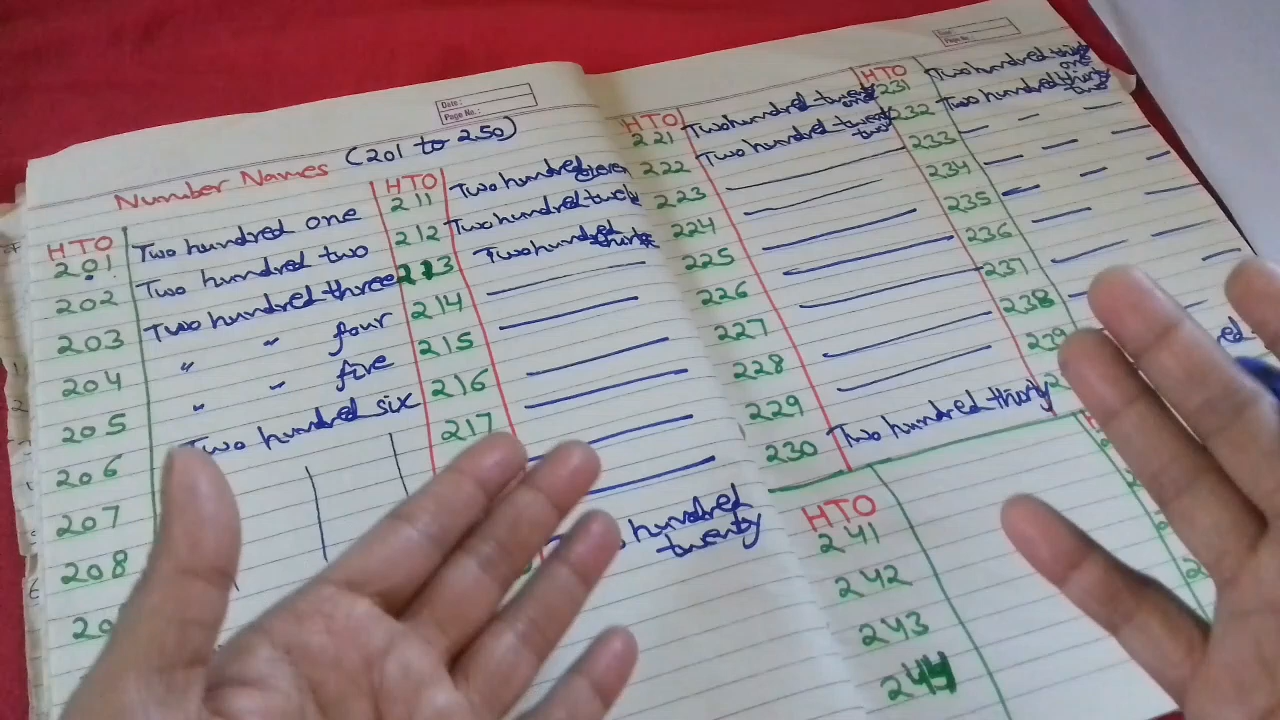 Date:
Page No.:
Number Names (201 to 250)
HTO
201 Two hundred one
202 Two hundred two
203 Two hundred three
204 " " four
205 " " five
206 Two hundred six
207
208
HTO
211 Two hundred eleven
212 Two hundred twelve
213 Two hundred thirteen
214
215
216
217
hundred twenty
HTO
221 Two hundred twenty one
222 Two hundred twenty two
223
224
225
226
227
228
229
230 Two hundred thirty
HTO
231 Two hundred thirty one
232 Two hundred thirty two
233
234
235
236
237
238
239
HTO
241
242
243
244